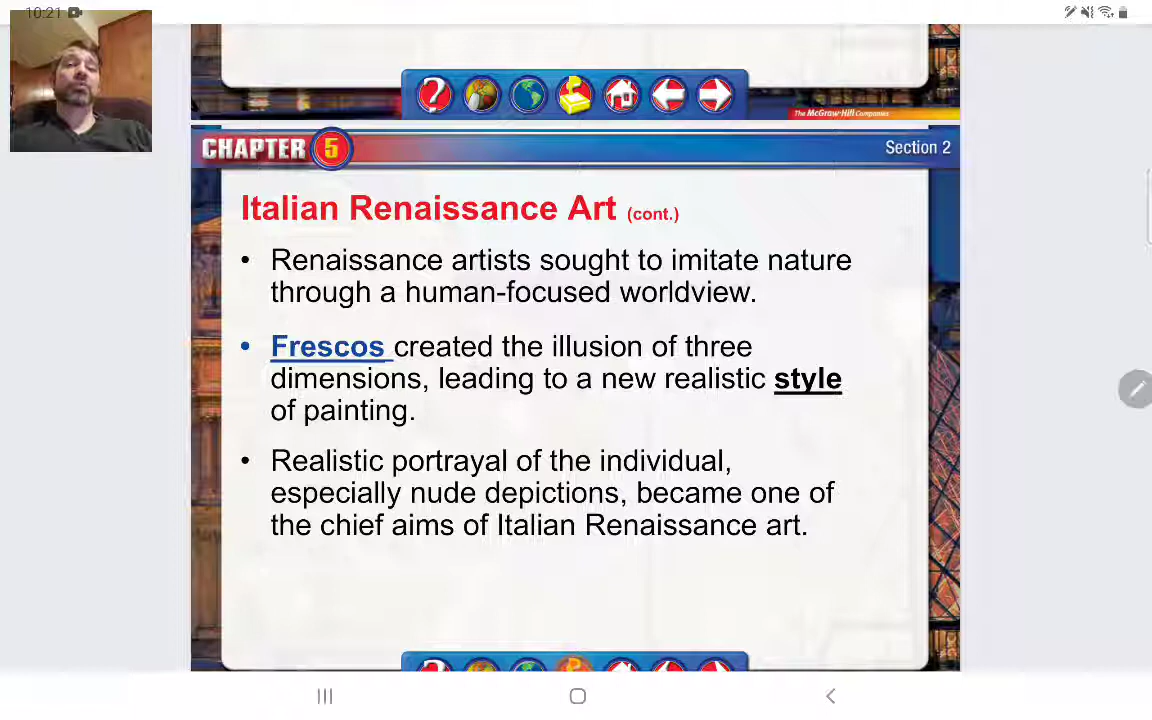 10:21
The McGraw-Hill Companies
CHAPTER 5
Section 2
Italian Renaissance Art (cont.)
• Renaissance artists sought to imitate nature
through a human-focused worldview.
• Frescos created the illusion of three
dimensions, leading to a new realistic style
of painting.
• Realistic portrayal of the individual,
especially nude depictions, became one of
the chief aims of Italian Renaissance art.